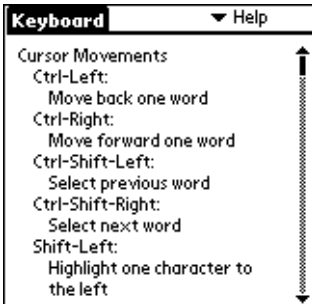 Keyboard
Help
Cursor Movements
Ctrl-Left:
Move back one word
Ctrl-Right:
Move forward one word
Ctrl-Shift-Left:
Select previous word
Ctrl-Shift-Right:
Select next word
Shift-Left:
Highlight one character to
the left